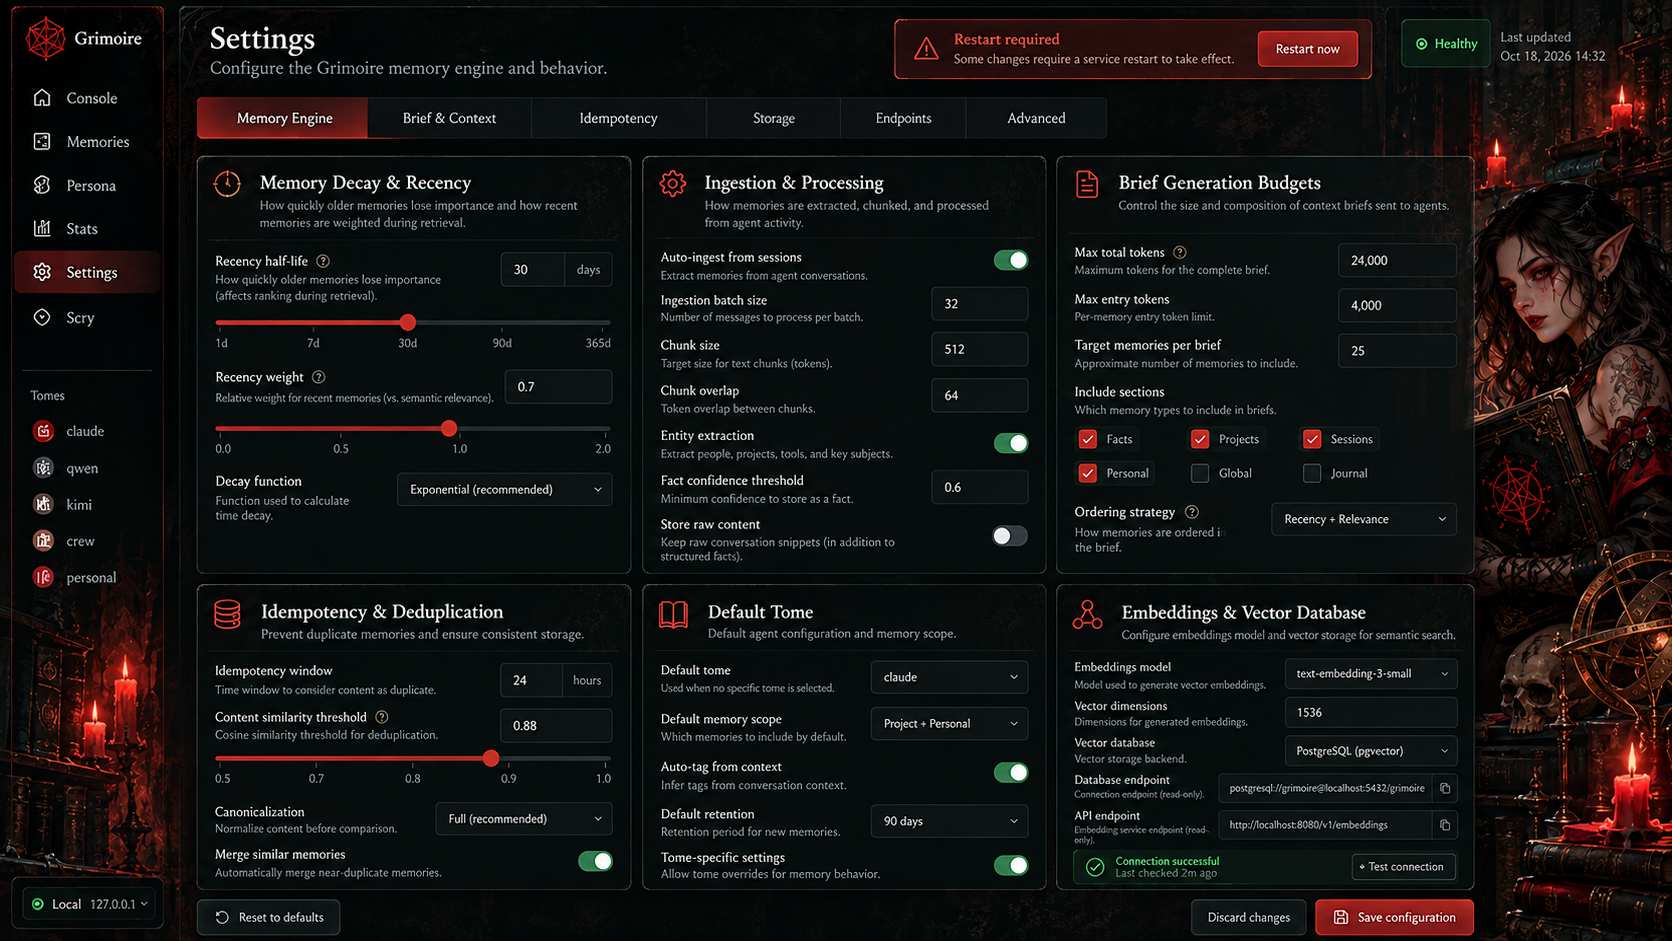 Grimoire
Console
Memories
Persona
Stats
Settings
Scry
Tomes
claude
qwen
kimi
crew
personal
Local 127.0.0.1
Settings
Configure the Grimoire memory engine and behavior.
Restart required
Some changes require a service restart to take effect.
Restart now
Healthy
Last updated
Oct 18, 2026 14:32
Memory Engine
Brief & Context
Idempotency
Storage
Endpoints
Advanced
Memory Decay & Recency
How quickly older memories lose importance and how recent
memories are weighted during retrieval.
Recency half-life ?
How quickly older memories lose importance
(affects ranking during retrieval).
30 days
1d 7d 30d 90d 365d
Recency weight ?
Relative weight for recent memories (vs. semantic relevance).
0.7
0.0 0.5 1.0 2.0
Decay function
Function used to calculate
time decay.
Exponential (recommended)
Ingestion & Processing
How memories are extracted, chunked, and processed
from agent activity.
Auto-ingest from sessions
Extract memories from agent conversations.
Ingestion batch size
Number of messages to process per batch.
32
Chunk size
Target size for text chunks (tokens).
512
Chunk overlap
Token overlap between chunks.
64
Entity extraction
Extract people, projects, tools, and key subjects.
Fact confidence threshold
Minimum confidence to store as a fact.
0.6
Store raw content
Keep raw conversation snippets (in addition to
structured facts).
Brief Generation Budgets
Control the size and composition of context briefs sent to agents.
Max total tokens ?
Maximum tokens for the complete brief.
24,000
Max entry tokens
Per-memory entry token limit.
4,000
Target memories per brief
Approximate number of memories to include.
25
Include sections
Which memory types to include in briefs.
Facts Projects Sessions
Personal Global Journal
Ordering strategy ?
How memories are ordered in
the brief.
Recency + Relevance
Idempotency & Deduplication
Prevent duplicate memories and ensure consistent storage.
Idempotency window
Time window to consider content as duplicate.
24 hours
Content similarity threshold ?
Cosine similarity threshold for deduplication.
0.88
0.5 0.7 0.8 0.9 1.0
Canonicalization
Normalize content before comparison.
Full (recommended)
Merge similar memories
Automatically merge near-duplicate memories.
Default Tome
Default agent configuration and memory scope.
Default tome
Used when no specific tome is selected.
claude
Default memory scope
Which memories to include by default.
Project + Personal
Auto-tag from context
Infer tags from conversation context.
Default retention
Retention period for new memories.
90 days
Tome-specific settings
Allow tome overrides for memory behavior.
Embeddings & Vector Database
Configure embeddings model and vector storage for semantic search.
Embeddings model
Model used to generate vector embeddings.
text-embedding-3-small
Vector dimensions
Dimensions for generated embeddings.
1536
Vector database
Vector storage backend.
PostgreSQL (pgvector)
Database endpoint
Connection endpoint (read-only).
postgresql://grimoire@localhost:5432/grimoire
API endpoint
Embedding service endpoint (read-
only).
http://localhost:8080/v1/embeddings
Connection successful
Last checked 2m ago
Test connection
Reset to defaults
Discard changes
Save configuration